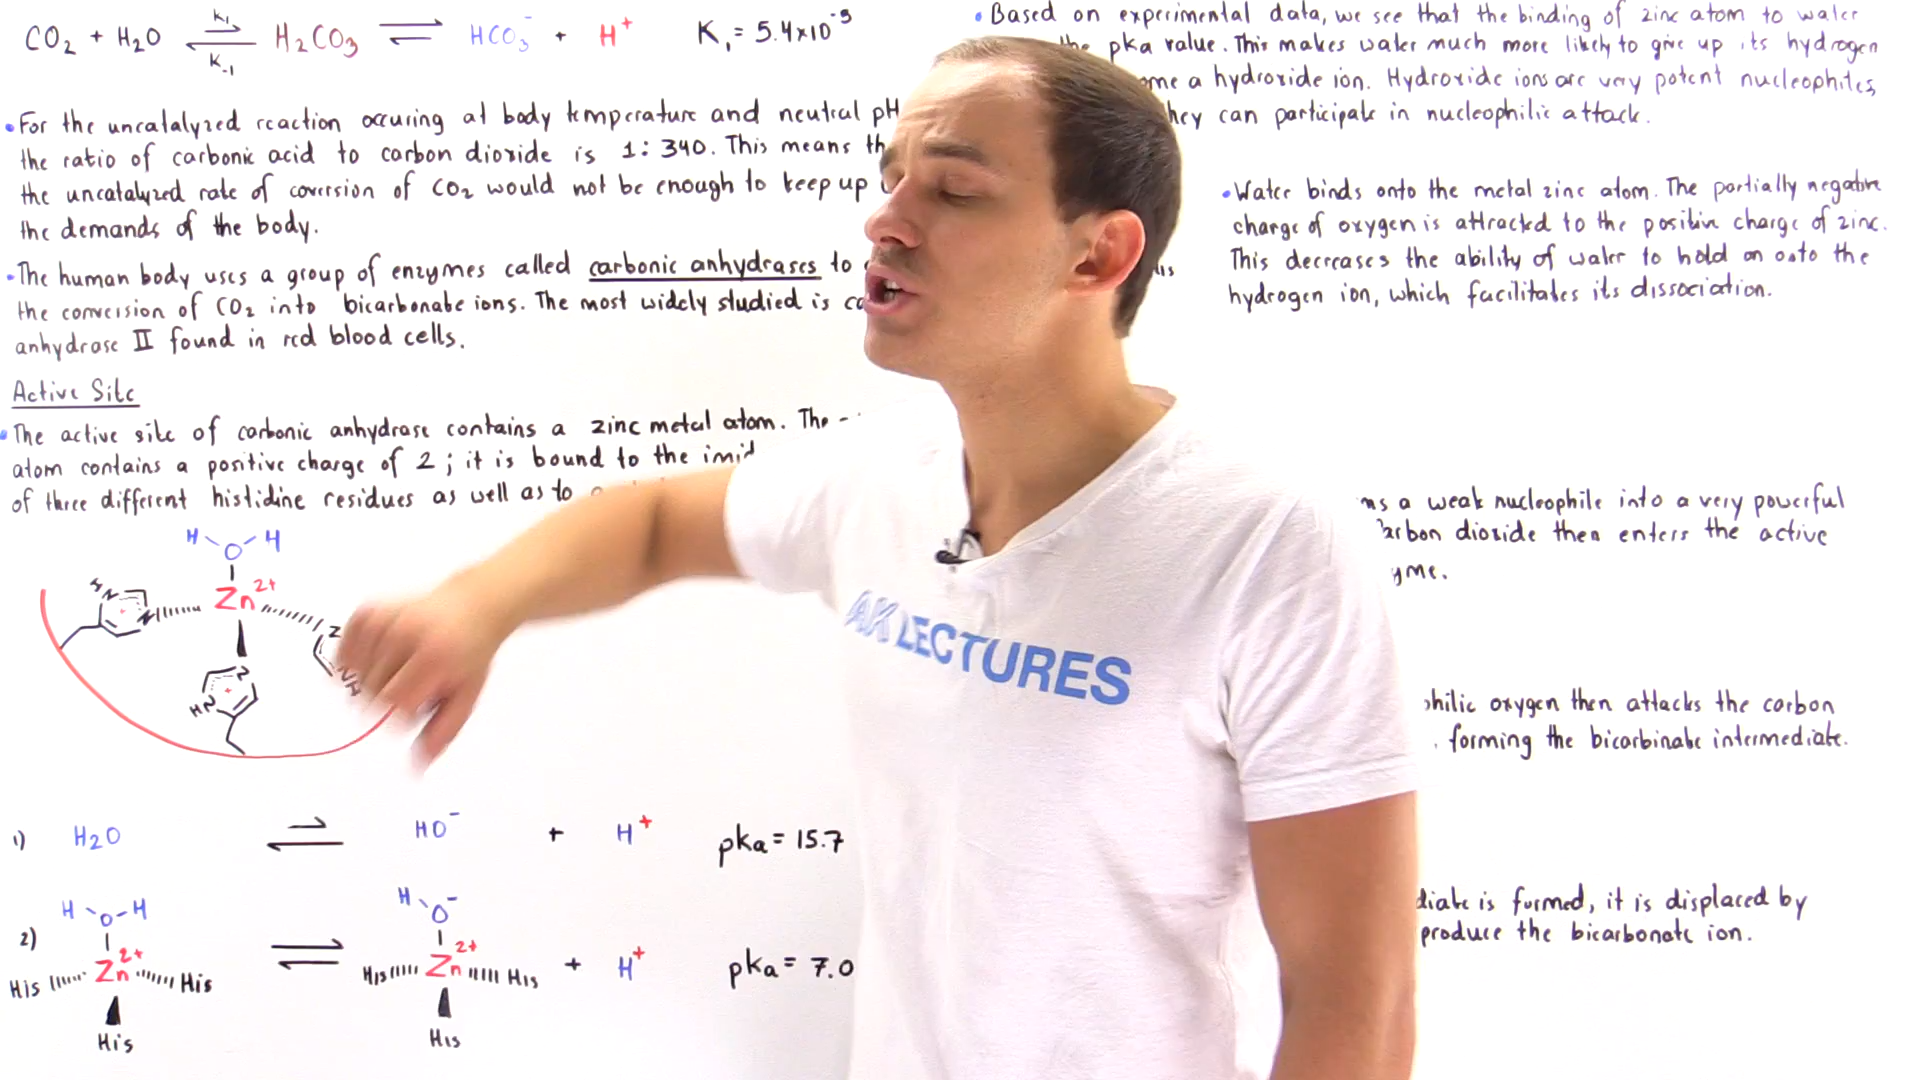 CO2 + H2O K1 K-1 H2CO3 HCO3- + H+ K1 = 5.4x10-5
• For the uncatalyzed reaction occuring at body temperature and neutral pH
the ratio of carbonic acid to carbon dioxide is 1:340. This means
the uncatalyzed rate of coversion of CO2 would not be enough to keep up
the demands of the body.
• The human body uses a group of enzymes called carbonic anhydrases to
the conversion of CO2 into bicarbonate ions. The most widely studied is
anhydrase II found in red blood cells.
Active Site
• The active site of carbonic anhydrase contains a zinc metal atom. The
atom contains a positive charge of 2; it is bound to the
of three different histidine residues as well as to
H O H
Zn2+
HN N + N
N HN +
NH
1) H2O HO- + H+ pka = 15.7
2) H O H H O-
His Zn2+ His His Zn2+ His + H+ pka = 7.0
His His
• Based on experimental data, we see that the binding of zinc atom to water
the pka value. This makes water much more likely to give up its hydrogen
a hydroxide ion. Hydroxide ions are very potent nucleophiles,
they can participate in nucleophilic attack.
• Water binds onto the metal zinc atom. The partially negative
charge of oxygen is attracted to the positive charge of zinc.
This decreases the ability of water to hold on onto the
hydrogen ion, which facilitates its dissociation.
a weak nucleophile into a very powerful
carbon dioxide then enters the active
oxygen then attacks the carbon
forming the bicarbinate intermediate.
is formed, it is displaced by
produce the bicarbonate ion.
AK LECTURES